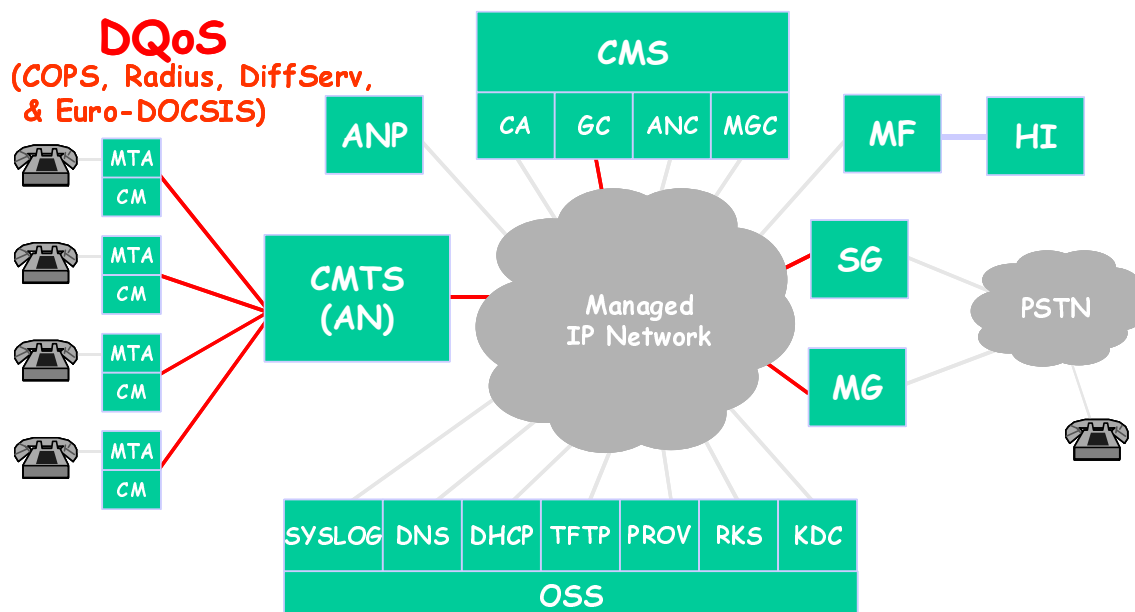 DQoS
(COPS, Radius, DiffServ,
& Euro-DOCSIS)
CMS
CA GC ANC MGC
ANP
MF
HI
MTA
CM
MTA
CM
MTA
CM
MTA
CM
CMTS
(AN)
Managed
IP Network
SG
MG
PSTN
SYSLOG DNS DHCP TFTP PROV RKS KDC
OSS